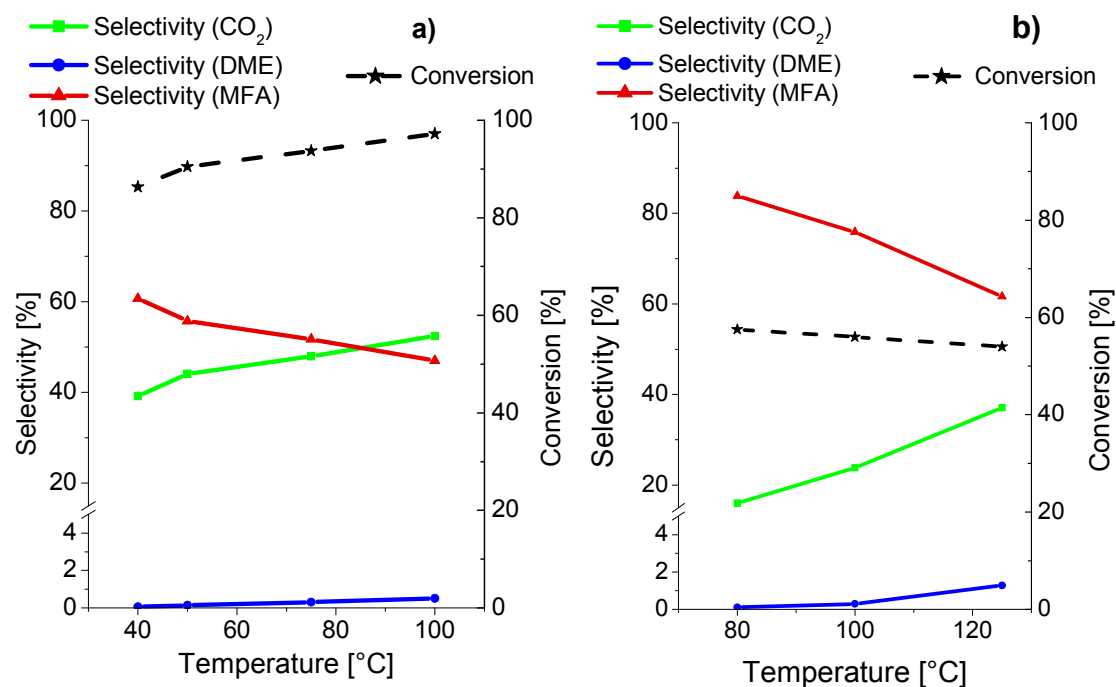 Selectivity (CO₂)
Selectivity (DME)
Selectivity (MFA)
a)
Conversion
100
80
60
40
20
4
2
0
Selectivity [%]
100
80
60
40
20
0
Conversion [%]
40 60 80 100
Temperature [°C]
Selectivity (CO₂)
Selectivity (DME)
Selectivity (MFA)
b)
Conversion
100
80
60
40
20
4
2
0
Selectivity [%]
100
80
60
40
20
0
Conversion [%]
80 100 120
Temperature [°C]